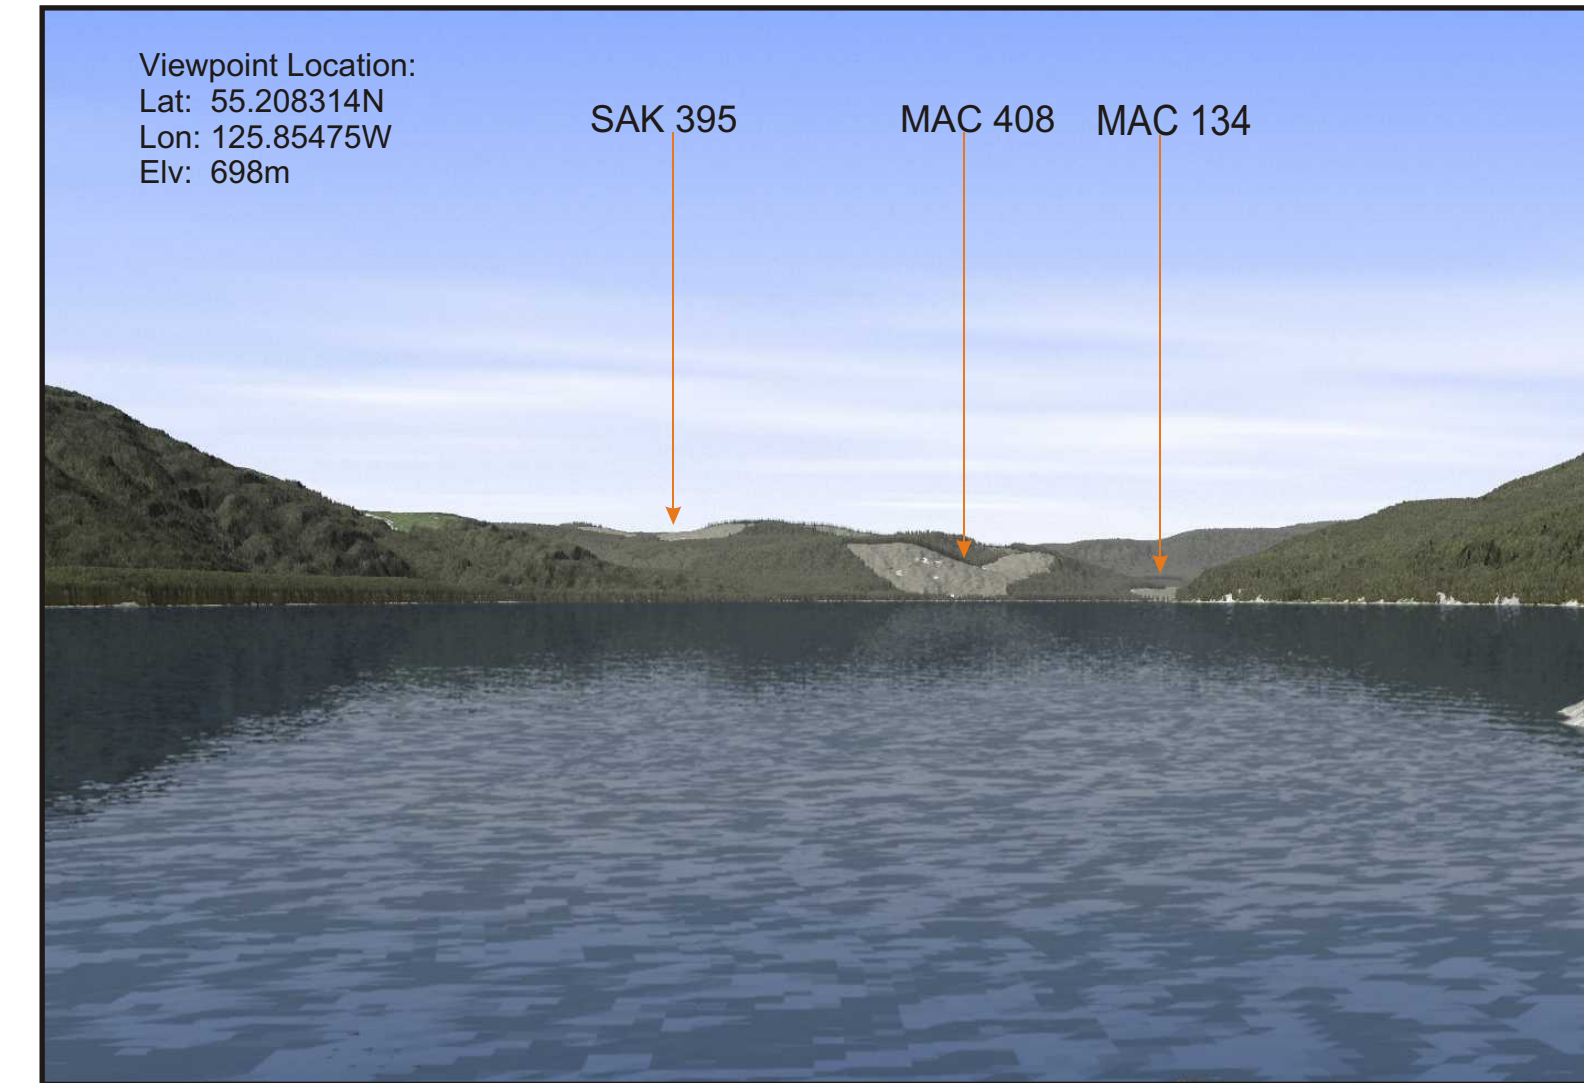 Viewpoint Location:
Lat: 55.208314N
Lon: 125.85475W
Elv: 698m
SAK 395
MAC 408
MAC 134